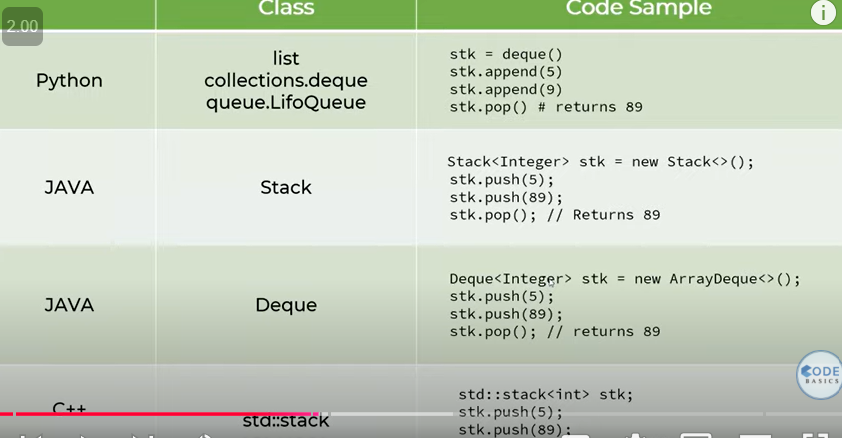 2.00
Class
Code Sample
i
Python
list
collections.deque
queue.LifoQueue
stk = deque()
stk.append(5)
stk.append(9)
stk.pop() # returns 89
JAVA
Stack
Stack<Integer> stk = new Stack<>();
stk.push(5);
stk.push(89);
stk.pop(); // Returns 89
JAVA
Deque
Deque<Integer> stk = new ArrayDeque<>();
stk.push(5);
stk.push(89);
stk.pop(); // returns 89
CODE
BASICS
C++
std::stack
std::stack<int> stk;
stk.push(5);
stk.push(89);